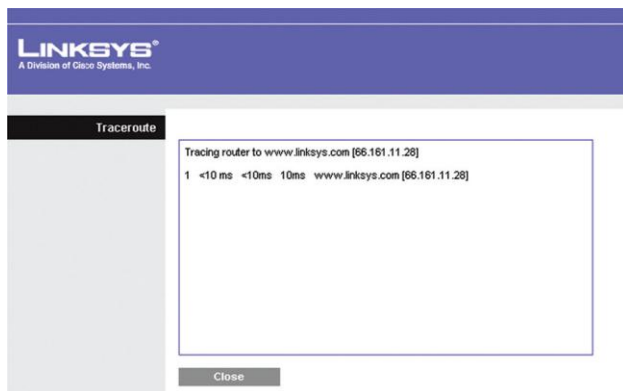 LINKSYS®
A Division of Cisco Systems, Inc.
Traceroute
Tracing router to www.linksys.com [66.161.11.28]
1 <10 ms <10ms 10ms www.linksys.com [66.161.11.28]
Close